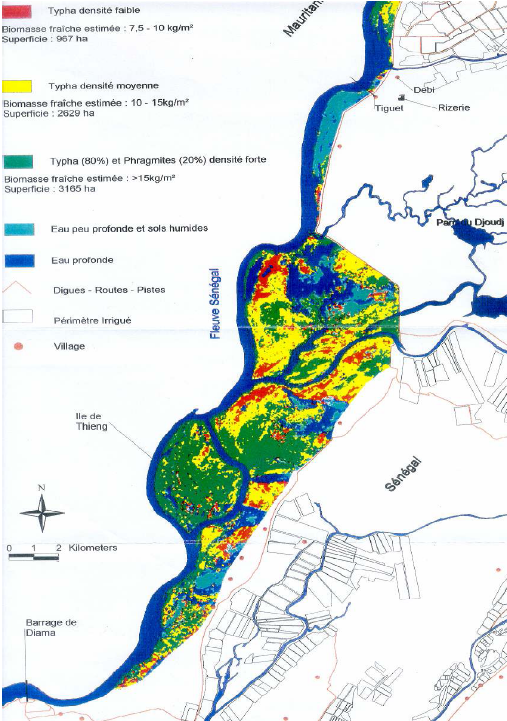 Typha densité faible
Biomasse fraîche estimée : 7,5 - 10 kg/m²
Superficie : 967 ha
Typha densité moyenne
Biomasse fraîche estimée : 10 - 15kg/m²
Superficie : 2629 ha
Typha (80%) et Phragmites (20%) densité forte
Biomasse fraîche estimée : >15kg/m²
Superficie : 3165 ha
Eau peu profonde et sols humides
Eau profonde
Digues - Routes - Pistes
Périmètre Irrigué
Village
Débi
Tiguet
Rizerie
Djoudj
Fleuve Sénégal
Ile de
Thieng
Sénégal
N
0 1 2 Kilometers
Barrage de
Diama